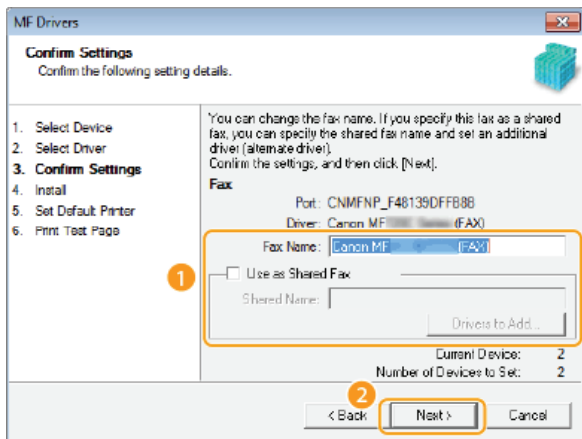 MF Drivers
Confirm Settings
Confirm the following setting details.
1. Select Device
2. Select Driver
3. Confirm Settings
4. Install
5. Set Default Printer
6. Print Test Page
You can change the fax name. If you specify this fax as a shared
fax, you can specify the shared fax name and set an additional
driver (alternate driver).
Confirm the settings, and then click [Next].
Fax
Port: CNMFNP_F48139DFFB88
Driver: Canon MF (FAX)
Fax Name: Canon MF (FAX)
1
Use as Shared Fax
Shared Name:
Drivers to Add...
Current Device: 2
Number of Devices to Set: 2
2
< Back
Next >
Cancel